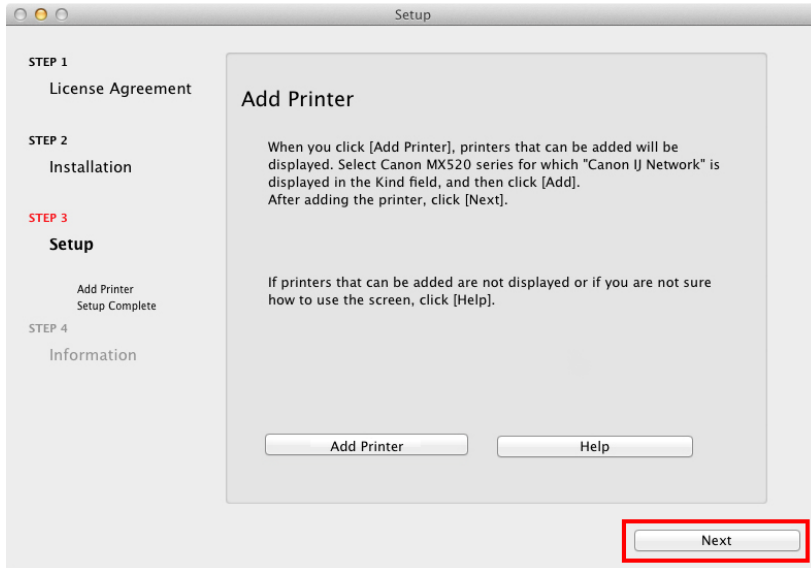 Setup
STEP 1
License Agreement
STEP 2
Installation
STEP 3
Setup
Add Printer
Setup Complete
STEP 4
Information
Add Printer
When you click [Add Printer], printers that can be added will be
displayed. Select Canon MX520 series for which "Canon IJ Network" is
displayed in the Kind field, and then click [Add].
After adding the printer, click [Next].
If printers that can be added are not displayed or if you are not sure
how to use the screen, click [Help].
Add Printer
Help
Next